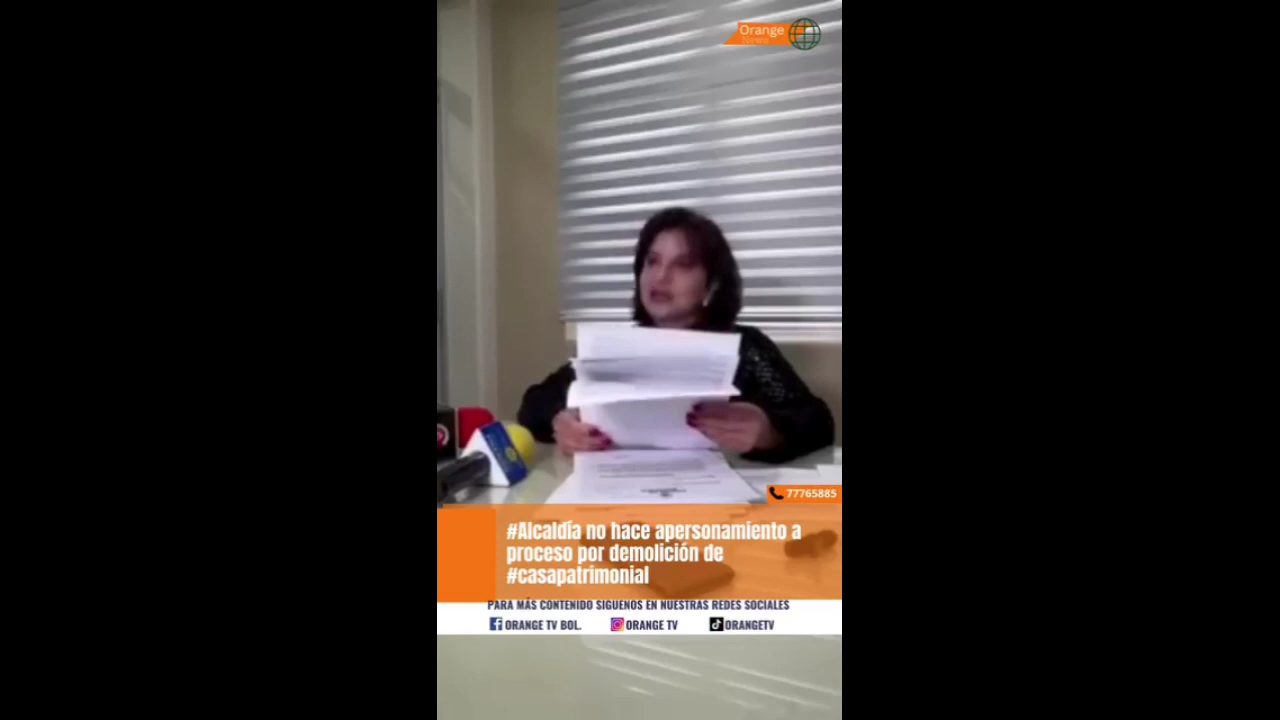 Orange
News
77765885
#Alcaldía no hace apersonamiento a
proceso por demolición de
#casapatrimonial
PARA MÁS CONTENIDO SIGUENOS EN NUESTRAS REDES SOCIALES
ORANGE TV BOL. ORANGE TV ORANGETV